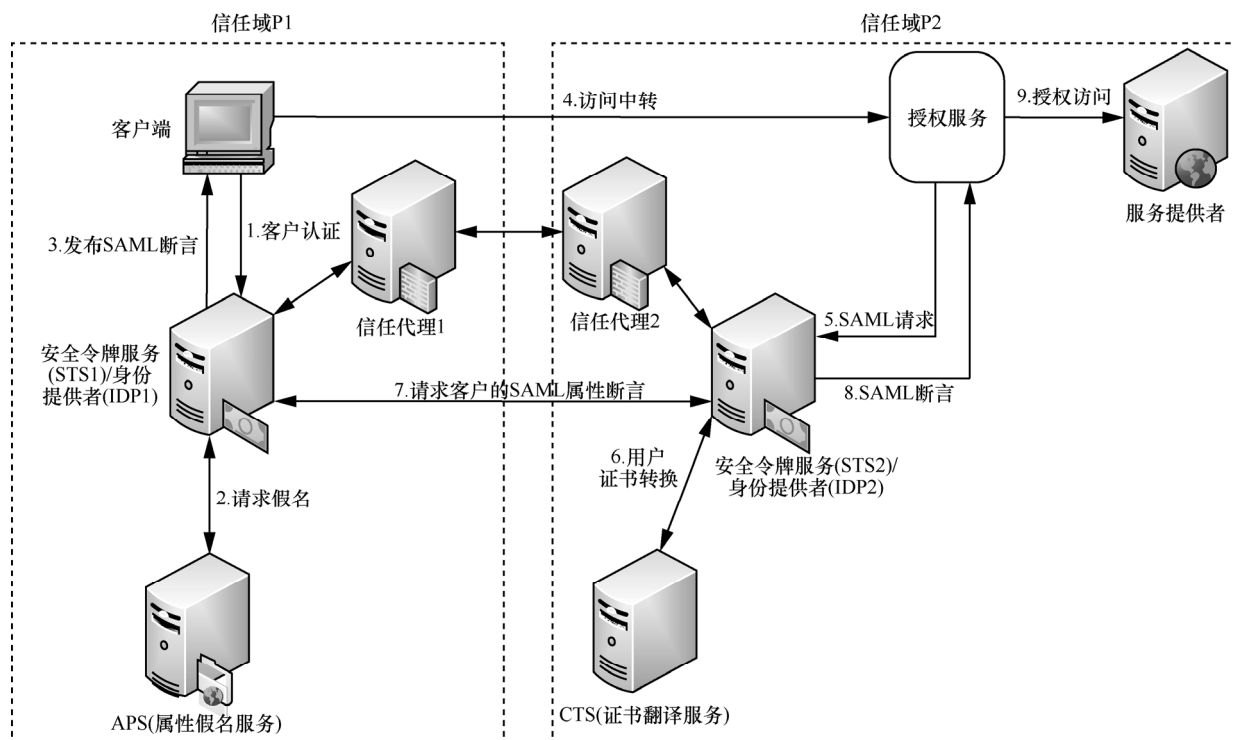 信任域P1
信任域P2
4.访问中转
9.授权访问
授权服务
客户端
服务提供者
3.发布SAML断言
1.客户认证
信任代理1
信任代理2
5.SAML请求
安全令牌服务
(STS1)/身份
提供者(IDP1)
7.请求客户的SAML属性断言
8.SAML断言
6.用户
证书转换
安全令牌服务(STS2)/
身份提供者(IDP2)
2.请求假名
APS(属性假名服务)
CTS(证书翻译服务)